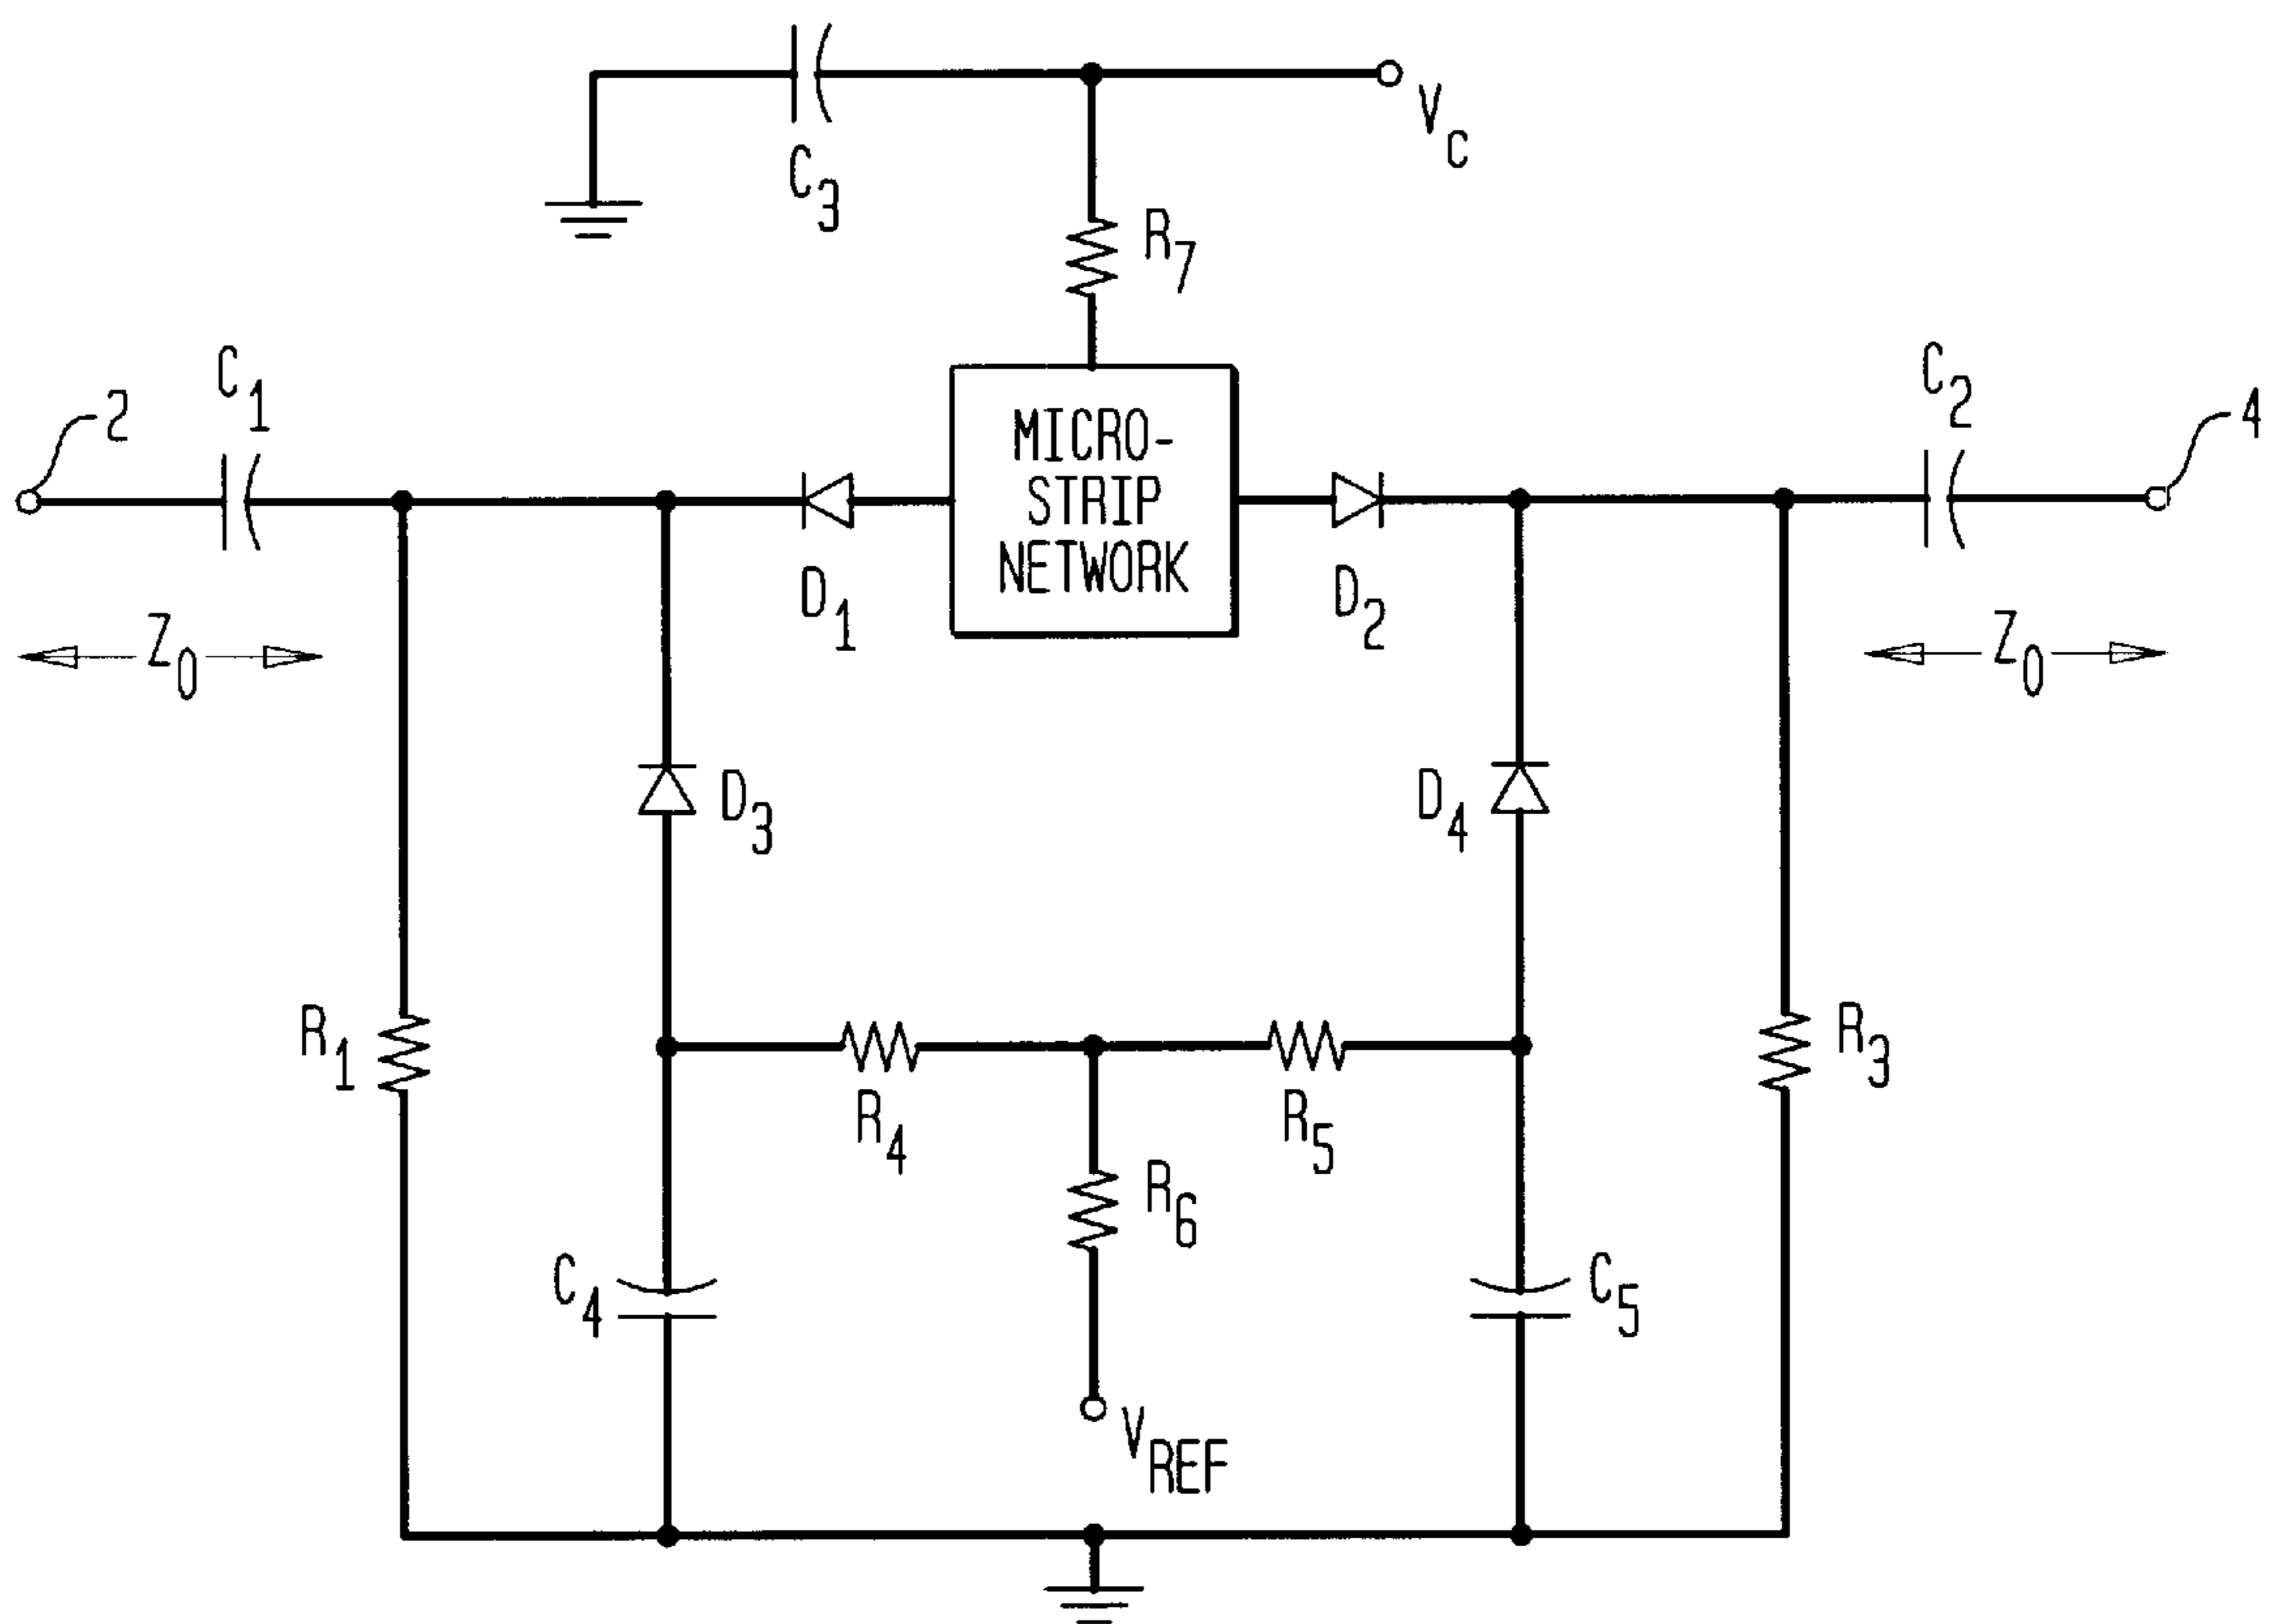 C3
VC
R7
C1
C2
2
4
MICRO-
STRIP
NETWORK
D1
D2
Z0
Z0
D3
D4
R1
R3
R4
R5
R6
C4
C5
VREF